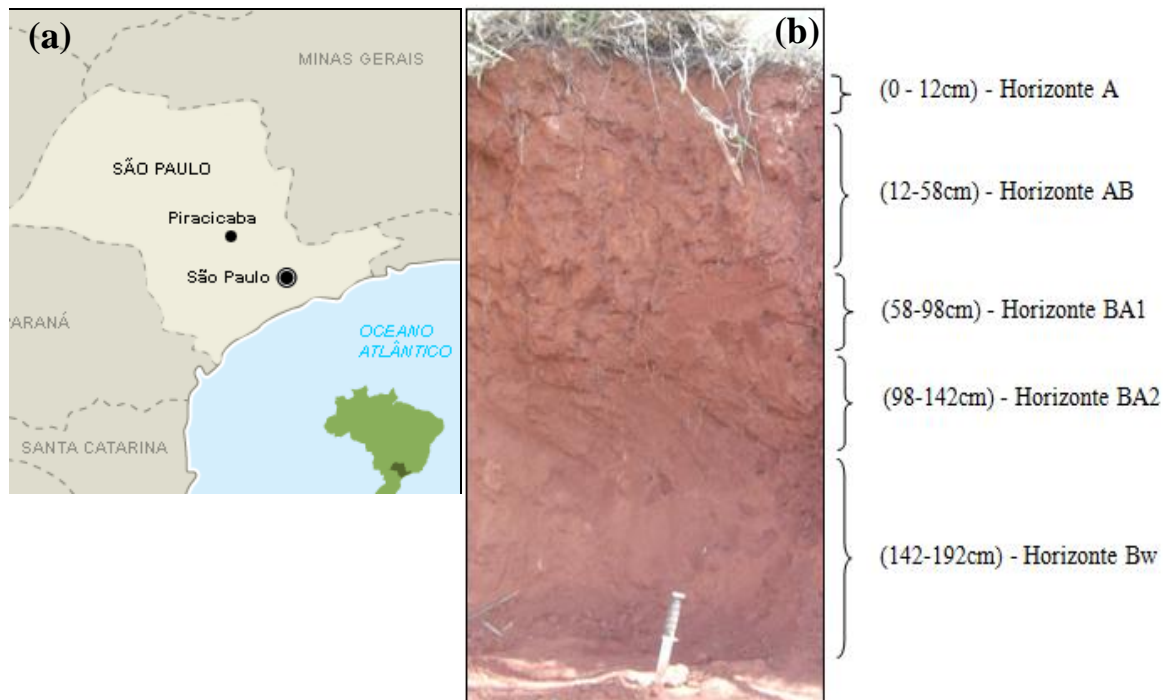 (a)
MINAS GERAIS
SÃO PAULO
Piracicaba
São Paulo
PARANÁ
OCEANO
ATLÂNTICO
SANTA CATARINA
(b)
(0 - 12cm) - Horizonte A
(12-58cm) - Horizonte AB
(58-98cm) - Horizonte BA1
(98-142cm) - Horizonte BA2
(142-192cm) - Horizonte Bw